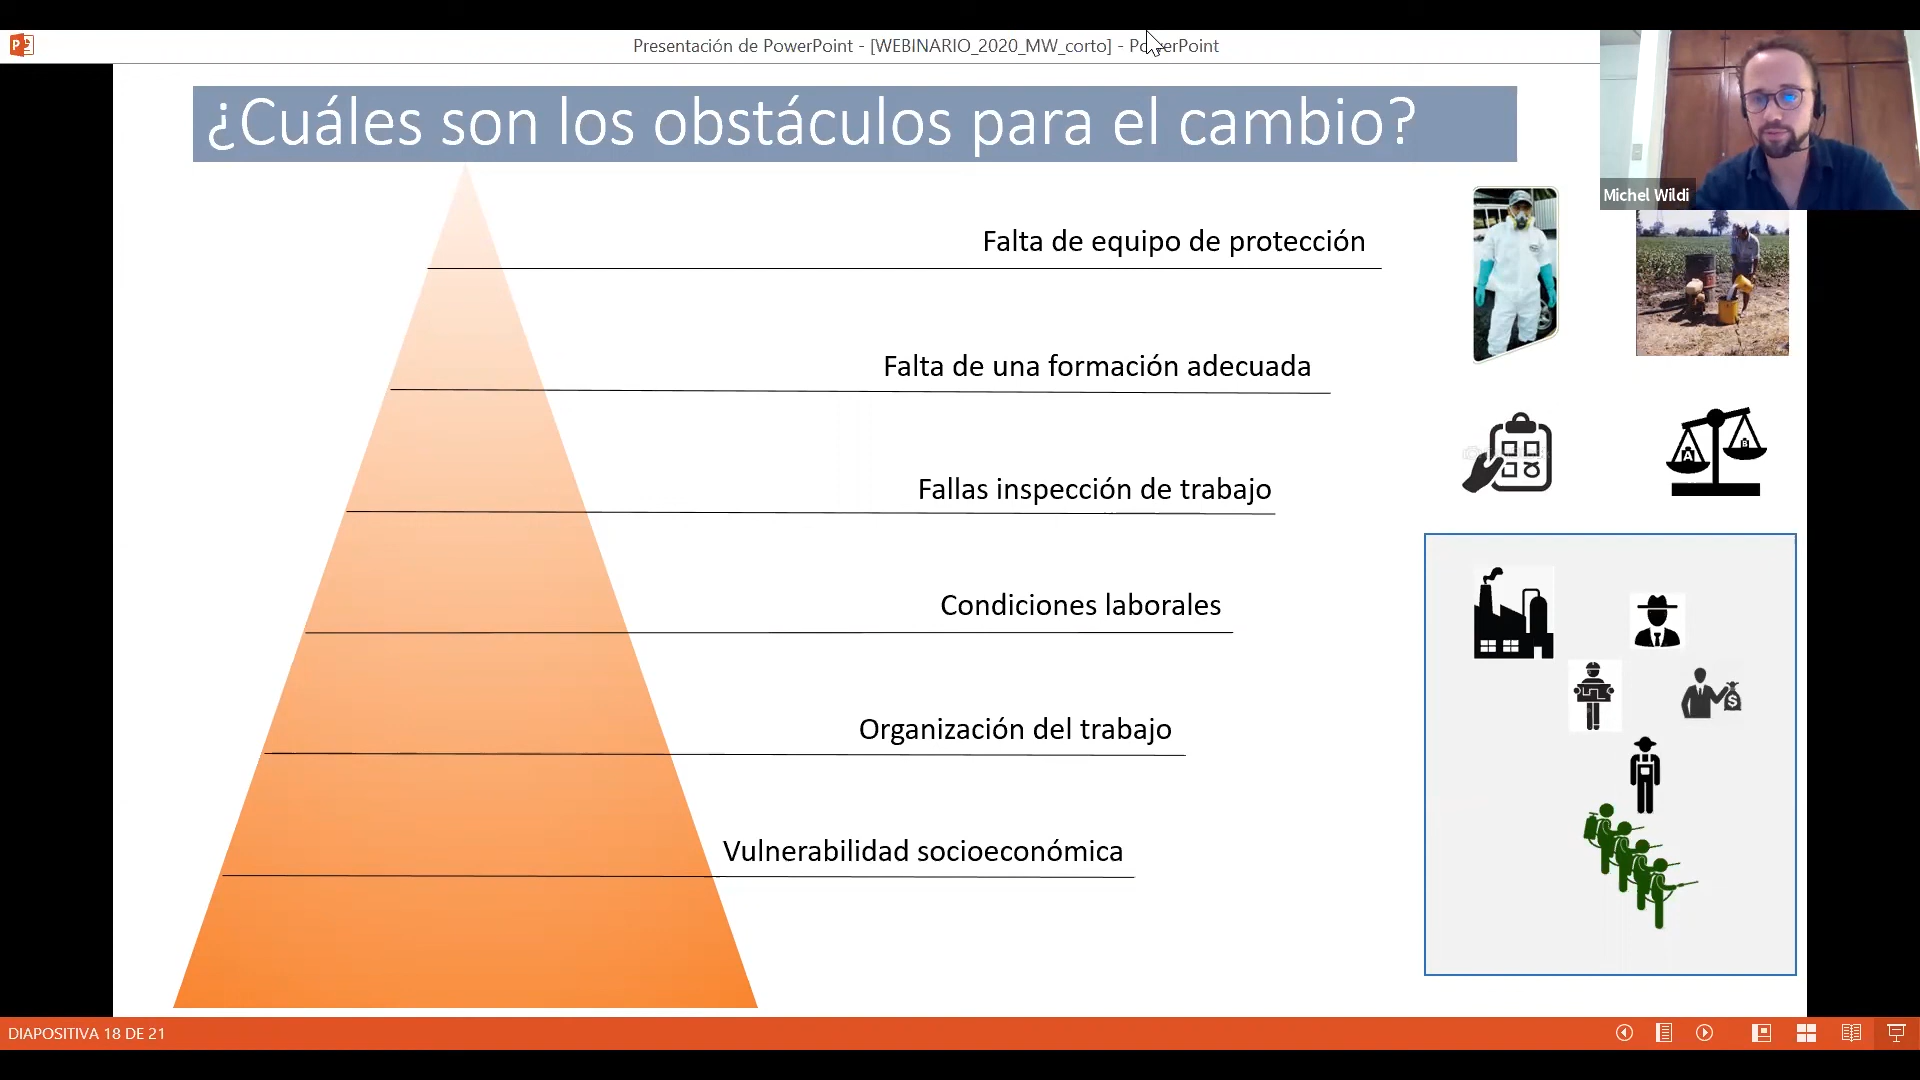 Presentación de PowerPoint - [WEBINARIO_2020_MW_corto] - PowerPoint
¿Cuáles son los obstáculos para el cambio?
Michel Wildi
Falta de equipo de protección
Falta de una formación adecuada
A
B
Fallas inspección de trabajo
Condiciones laborales
$
Organización del trabajo
Vulnerabilidad socioeconómica
DIAPOSITIVA 18 DE 21